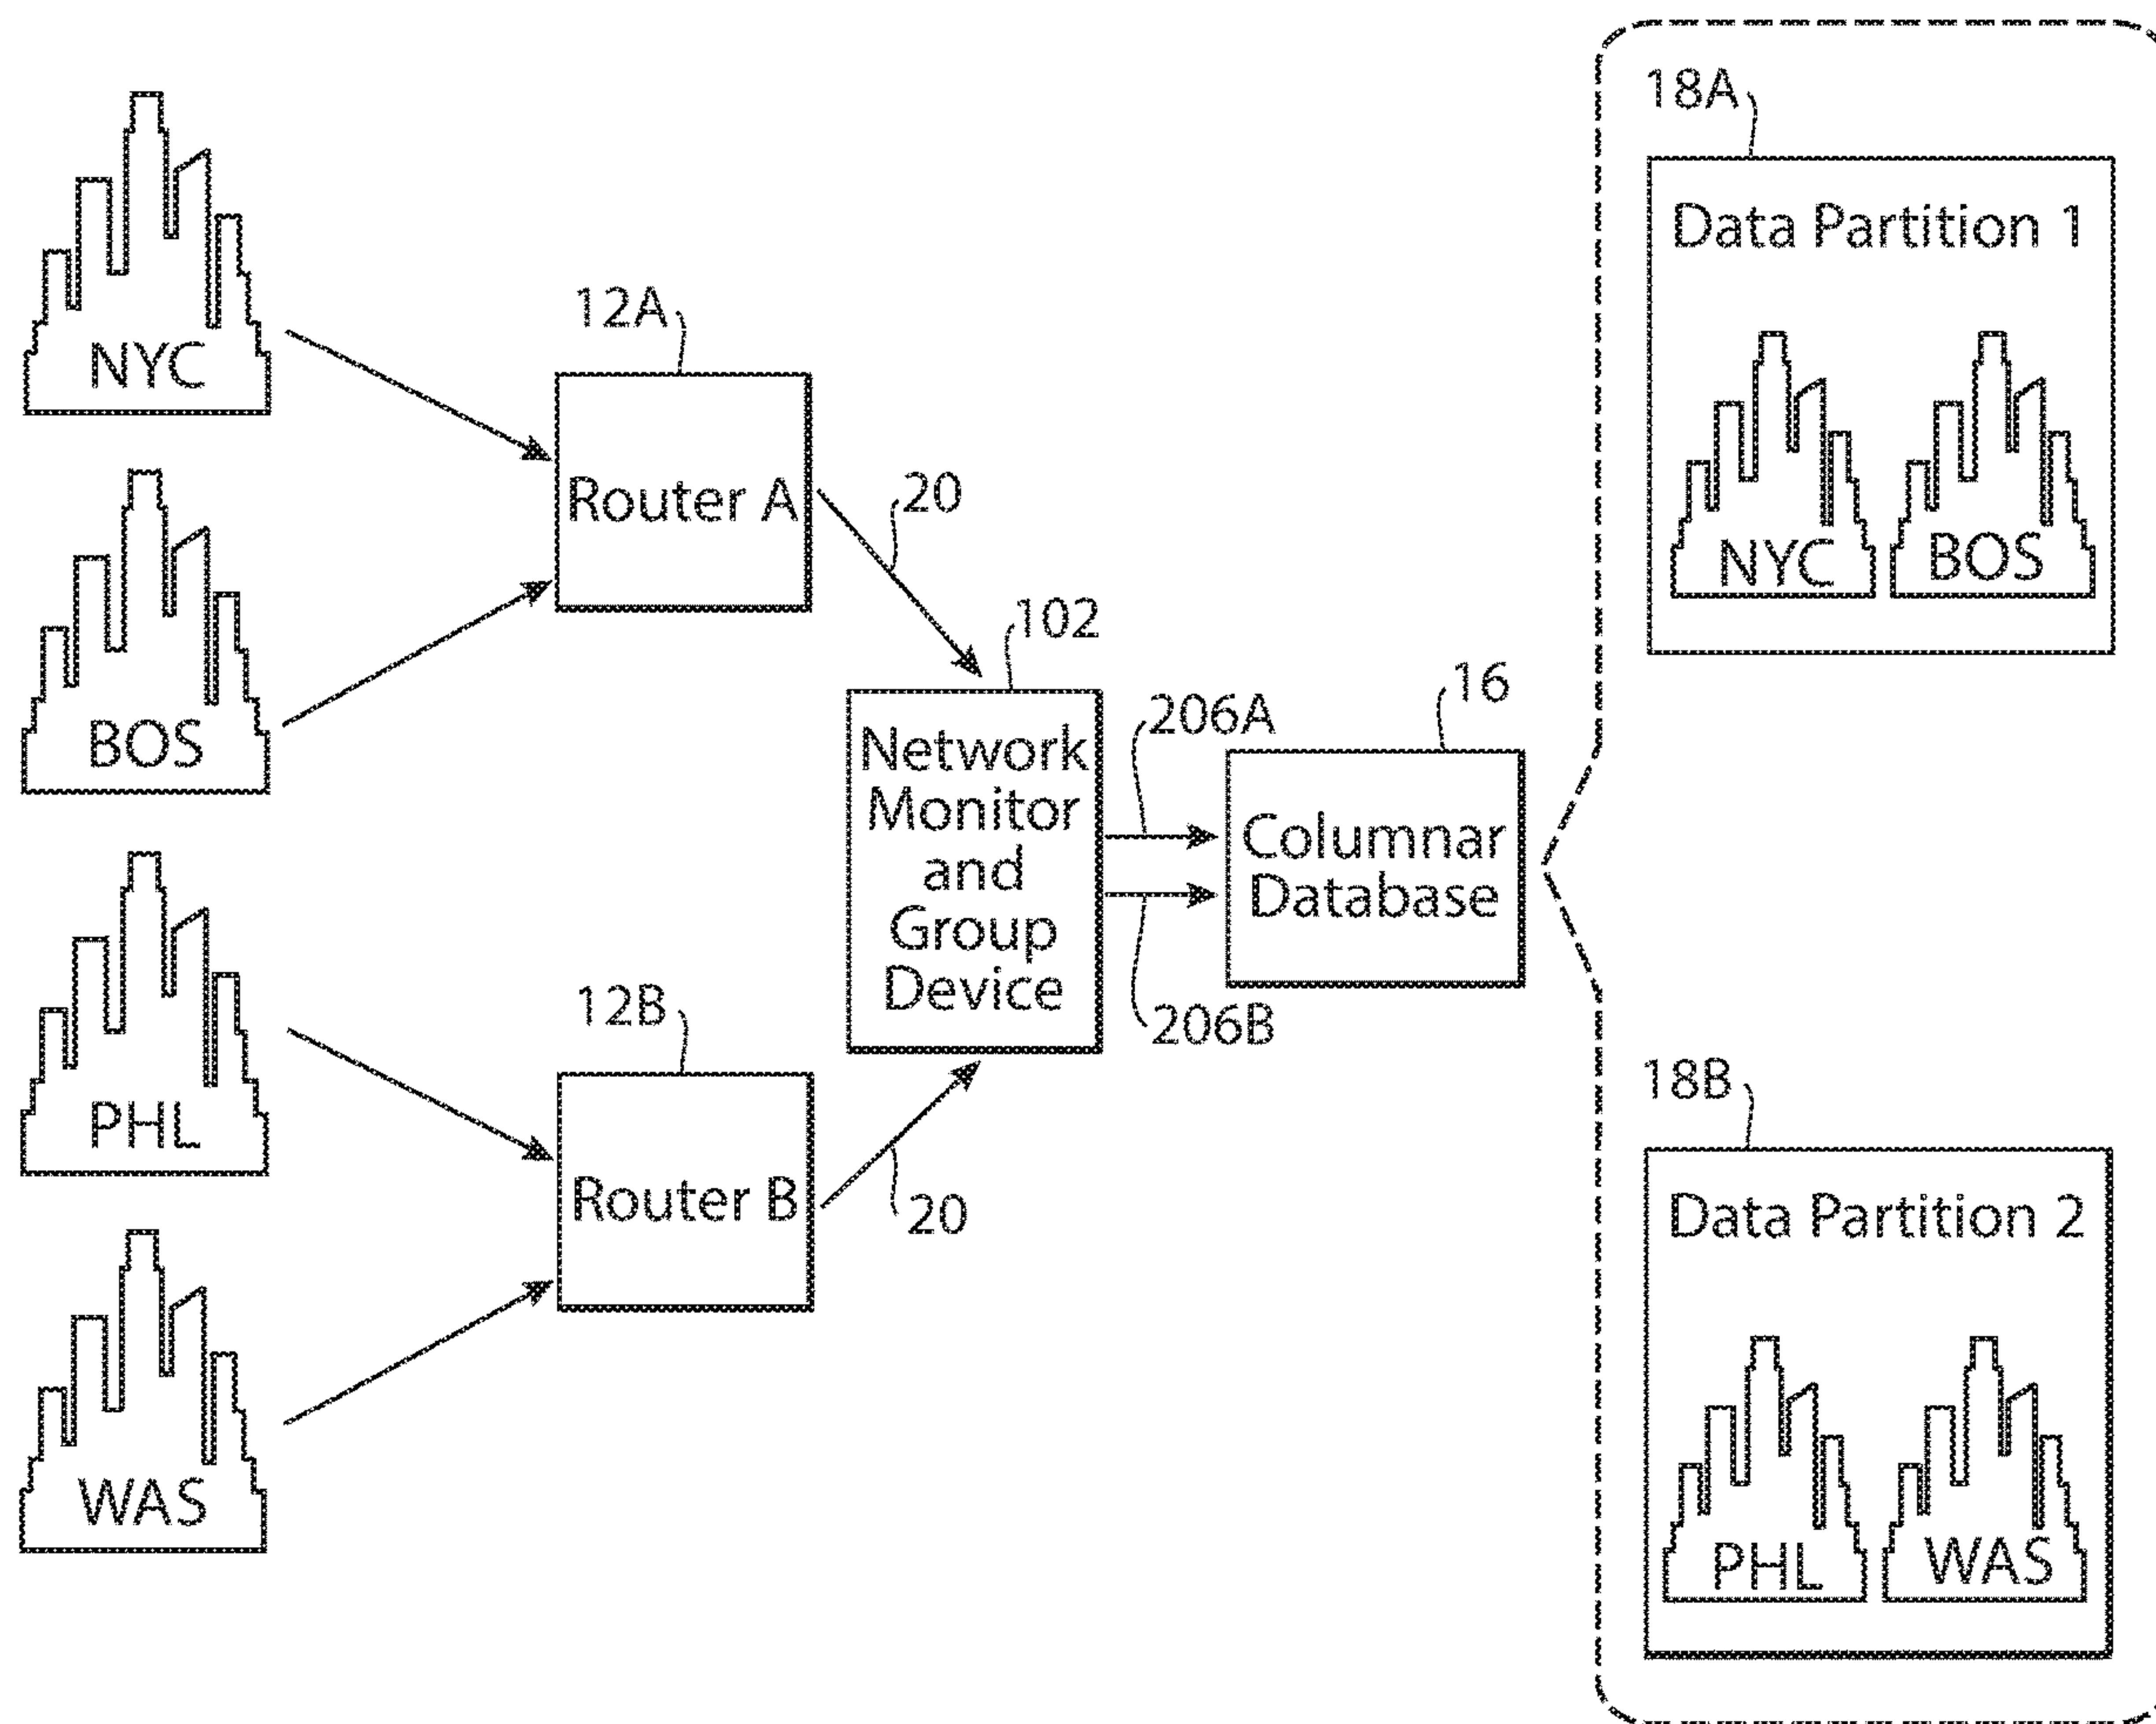 NYC
BOS
PHL
WAS
12A
Router A
20
12B
Router B
20
102
Network
Monitor
and
Group
Device
206A
206B
16
Columnar
Database
18A
Data Partition 1
NYC
BOS
18B
Data Partition 2
PHL
WAS